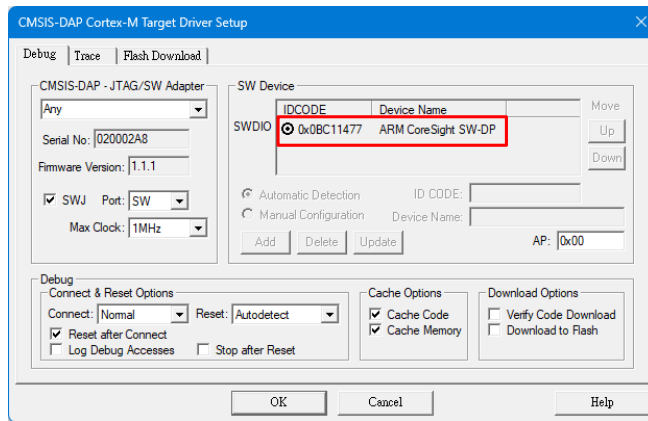 CMSIS-DAP Cortex-M Target Driver Setup
Debug Trace Flash Download
CMSIS-DAP - JTAG/SW Adapter
Any
Serial No: 020002A8
Firmware Version: 1.1.1
SWJ Port: SW
Max Clock: 1MHz
SW Device
IDCODE Device Name
SWDIO 0x0BC11477 ARM CoreSight SW-DP
Move
Up
Down
Automatic Detection ID CODE:
Manual Configuration Device Name:
Add Delete Update AP: 0x00
Debug
Connect & Reset Options
Connect: Normal Reset: Autodetect
Reset after Connect
Log Debug Accesses Stop after Reset
Cache Options
Cache Code
Cache Memory
Download Options
Verify Code Download
Download to Flash
OK Cancel Help